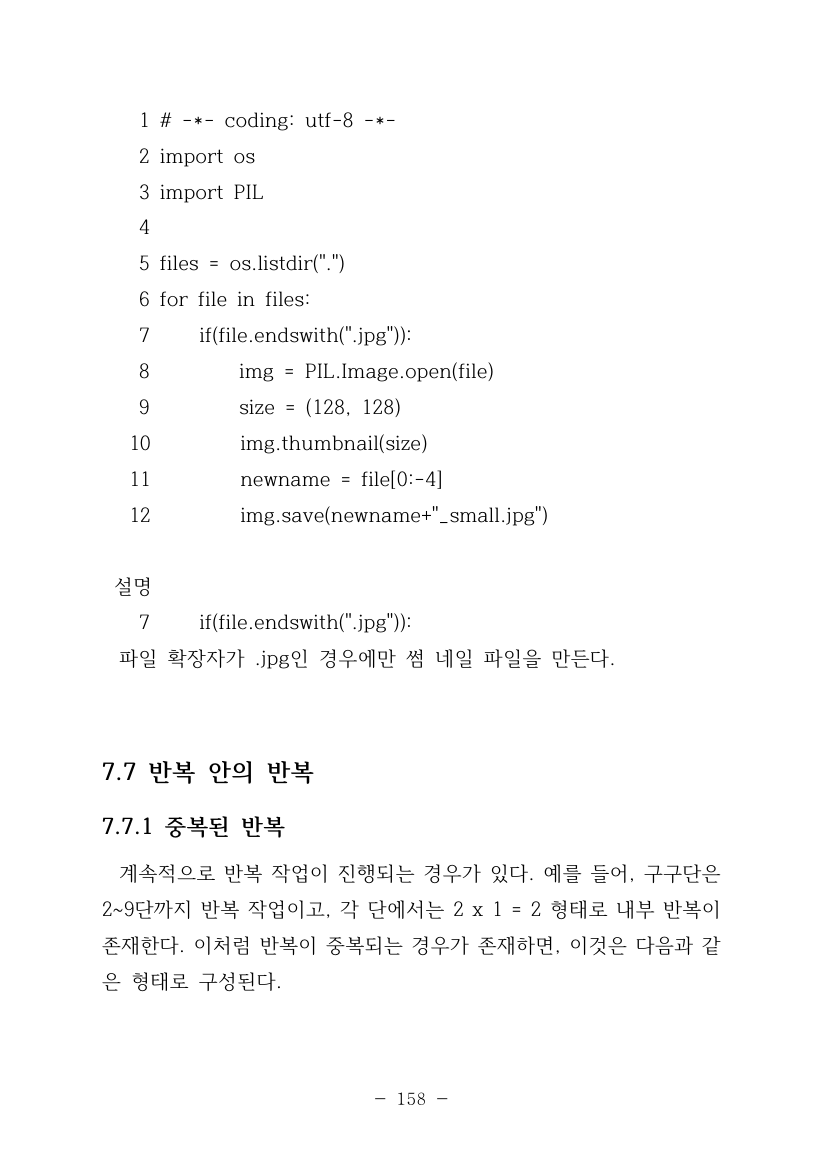 1 # -*- coding: utf-8 -*-
2 import os
3 import PIL
4
5 files = os.listdir(".")
6 for file in files:
7     if(file.endswith(".jpg")):
8         img = PIL.Image.open(file)
9         size = (128, 128)
10         img.thumbnail(size)
11         newname = file[0:-4]
12         img.save(newname+"_small.jpg")
설명
7     if(file.endswith(".jpg")):
파일 확장자가 .jpg인 경우에만 썸 네일 파일을 만든다.
7.7 반복 안의 반복
7.7.1 중복된 반복
계속적으로 반복 작업이 진행되는 경우가 있다. 예를 들어, 구구단은
2~9단까지 반복 작업이고, 각 단에서는 2 x 1 = 2 형태로 내부 반복이
존재한다. 이처럼 반복이 중복되는 경우가 존재하면, 이것은 다음과 같
은 형태로 구성된다.
- 158 -